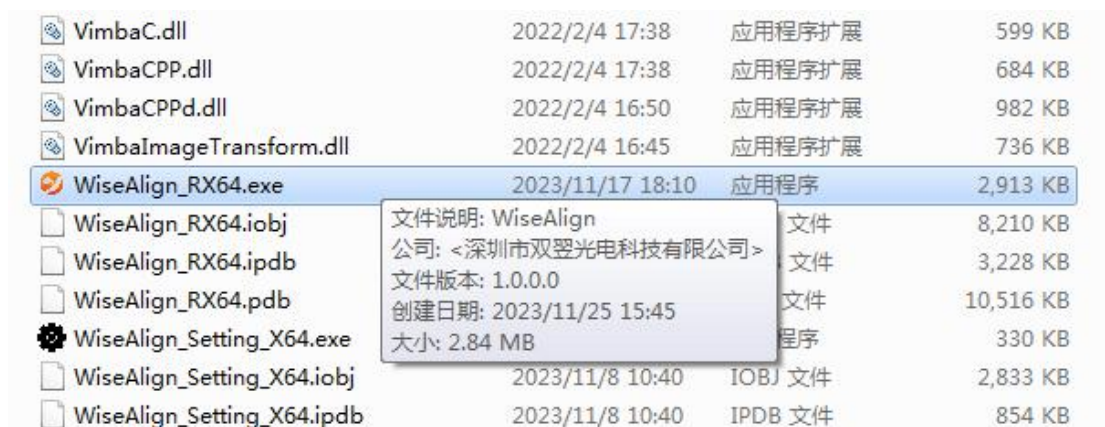 VimbaC.dll 2022/2/4 17:38 应用程序扩展 599 KB
VimbaCPP.dll 2022/2/4 17:38 应用程序扩展 684 KB
VimbaCPPd.dll 2022/2/4 16:50 应用程序扩展 982 KB
VimbaImageTransform.dll 2022/2/4 16:45 应用程序扩展 736 KB
WiseAlign_RX64.exe 2023/11/17 18:10 应用程序 2,913 KB
WiseAlign_RX64.iobj 文件 8,210 KB
WiseAlign_RX64.ipdb 文件 3,228 KB
WiseAlign_RX64.pdb 文件 10,516 KB
WiseAlign_Setting_X64.exe 程序 330 KB
文件说明: WiseAlign
公司: <深圳市双翌光电科技有限公司>
文件版本: 1.0.0.0
创建日期: 2023/11/25 15:45
大小: 2.84 MB
WiseAlign_Setting_X64.iobj 2023/11/8 10:40 IOBJ 文件 2,833 KB
WiseAlign_Setting_X64.ipdb 2023/11/8 10:40 IPDB 文件 854 KB